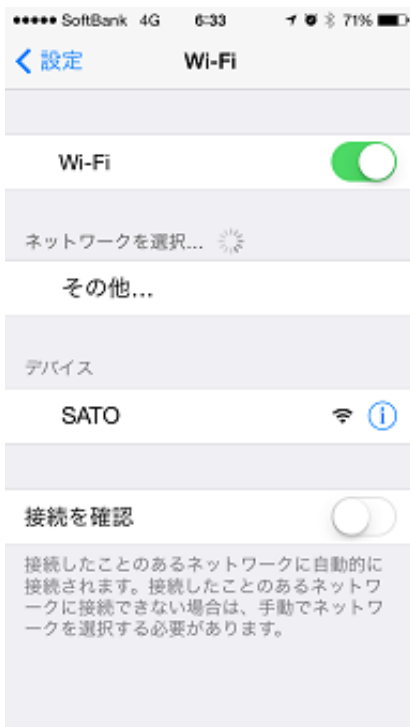 SoftBank 4G 6:33 71%
設定 Wi-Fi
Wi-Fi
ネットワークを選択...
その他...
デバイス
SATO
接続を確認
接続したことのあるネットワークに自動的に
接続されます。接続したことのあるネットワ
ークに接続できない場合は、手動でネットワ
ークを選択する必要があります。